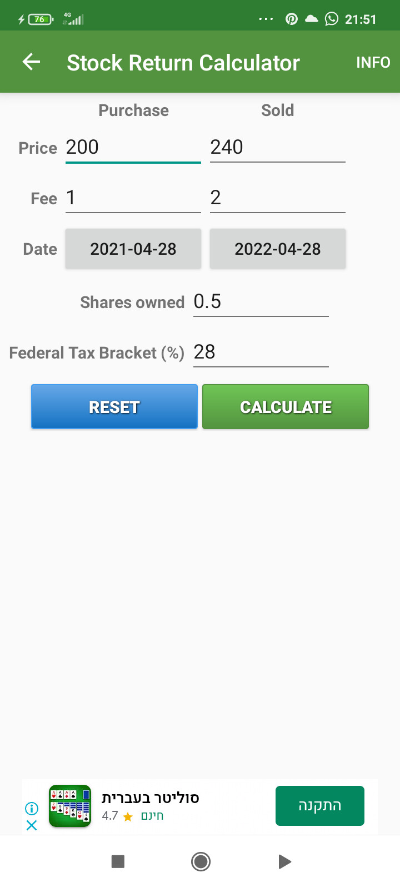 76 4G ... 21:51
Stock Return Calculator INFO
Purchase Sold
Price 200 240
Fee 1 2
Date 2021-04-28 2022-04-28
Shares owned 0.5
Federal Tax Bracket (%) 28
RESET CALCULATE
סוליטר בעברית
4.7 ★ חינם
התקנה